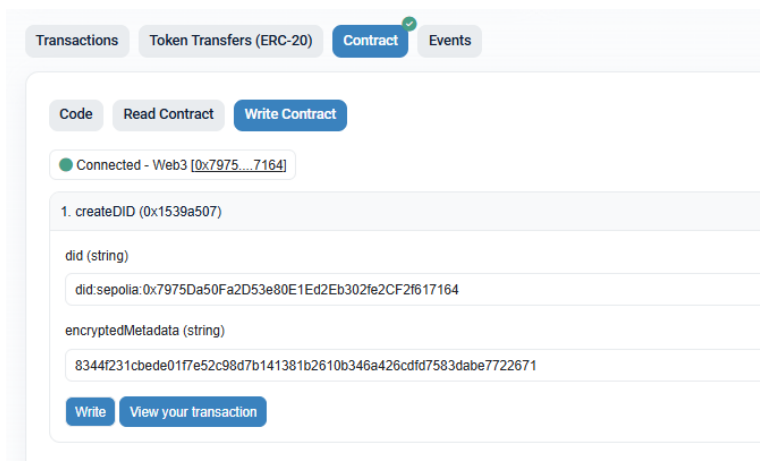 Transactions Token Transfers (ERC-20) Contract Events
Code Read Contract Write Contract
Connected - Web3 [0x7975....7164]
1. createDID (0x1539a507)
did (string)
did:sepolia:0x7975Da50Fa2D53e80E1Ed2Eb302fe2CF2f617164
encryptedMetadata (string)
8344f231cbede01f7e52c98d7b141381b2610b346a426cdfd7583dabe7722671
Write View your transaction